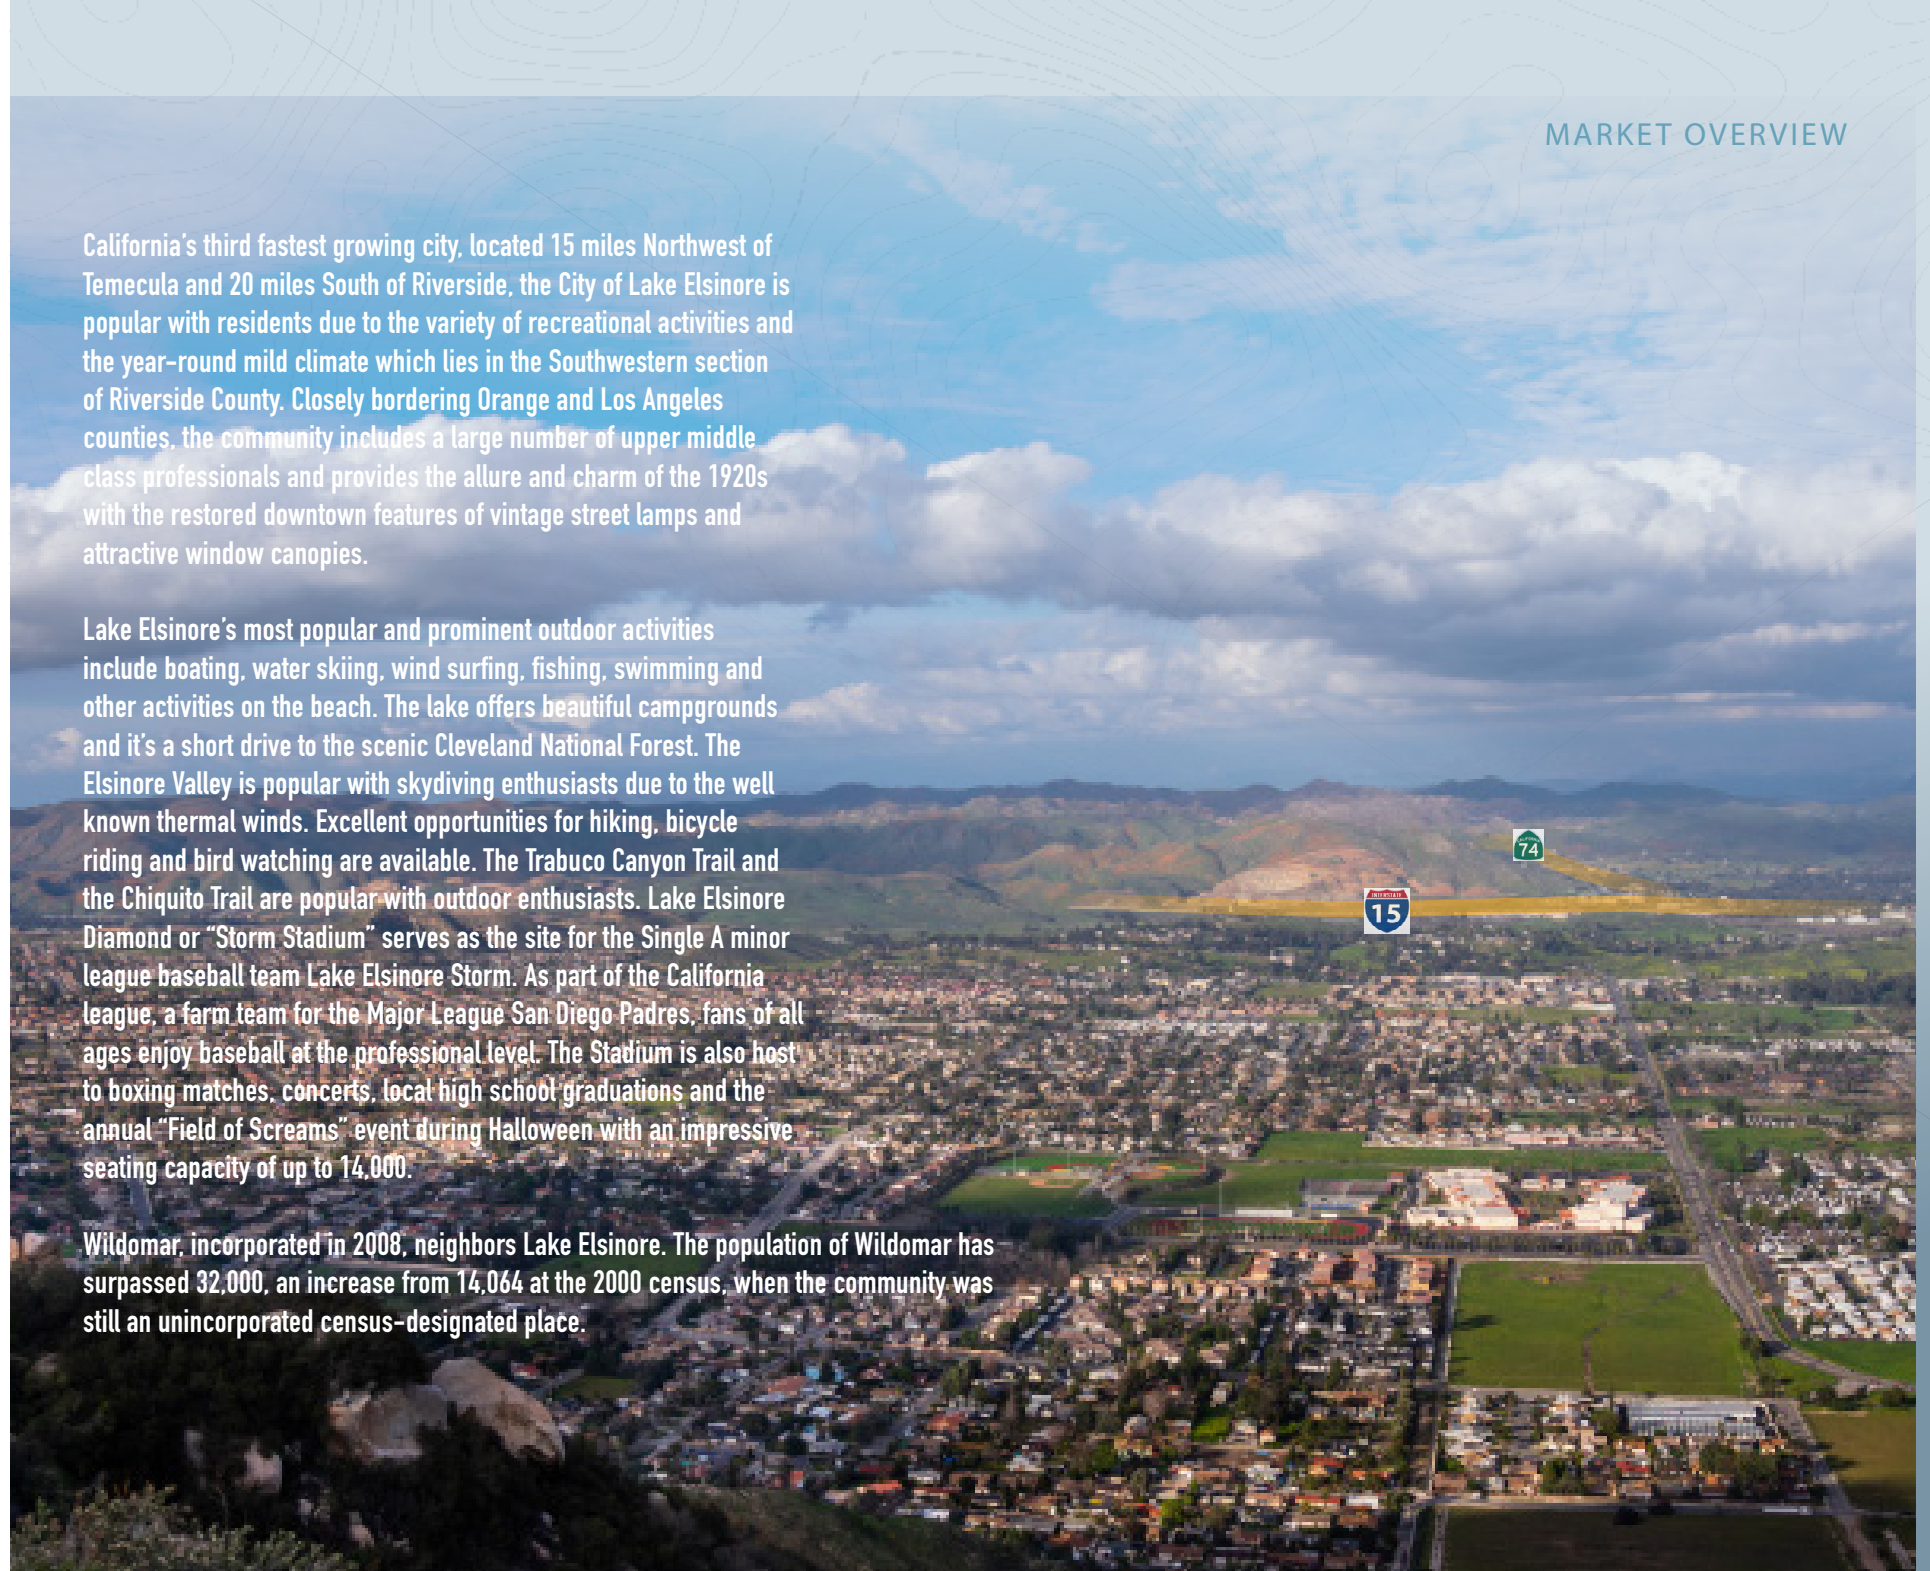 MARKET OVERVIEW
California’s third fastest growing city, located 15 miles Northwest of
Temecula and 20 miles South of Riverside, the City of Lake Elsinore is
popular with residents due to the variety of recreational activities and
the year-round mild climate which lies in the Southwestern section
of Riverside County. Closely bordering Orange and Los Angeles
counties, the community includes a large number of upper middle
class professionals and provides the allure and charm of the 1920s
with the restored downtown features of vintage street lamps and
attractive window canopies.
Lake Elsinore’s most popular and prominent outdoor activities
include boating, water skiing, wind surfing, fishing, swimming and
other activities on the beach. The lake offers beautiful campgrounds
and it’s a short drive to the scenic Cleveland National Forest. The
Elsinore Valley is popular with skydiving enthusiasts due to the well
known thermal winds. Excellent opportunities for hiking, bicycle
riding and bird watching are available. The Trabuco Canyon Trail and
the Chiquito Trail are popular with outdoor enthusiasts. Lake Elsinore
Diamond or “Storm Stadium” serves as the site for the Single A minor
league baseball team Lake Elsinore Storm. As part of the California
league, a farm team for the Major League San Diego Padres, fans of all
ages enjoy baseball at the professional level. The Stadium is also host
to boxing matches, concerts, local high school graduations and the
annual “Field of Screams” event during Halloween with an impressive
seating capacity of up to 14,000.
Wildomar, incorporated in 2008, neighbors Lake Elsinore. The population of Wildomar has
surpassed 32,000, an increase from 14,064 at the 2000 census, when the community was
still an unincorporated census-designated place.
CALIFORNIA
74
INTERSTATE
15